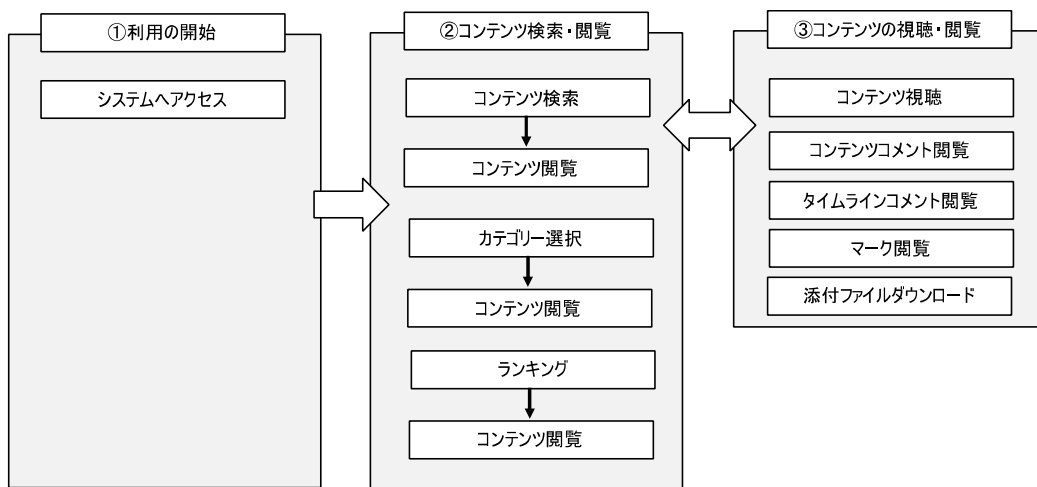 ①利用の開始
システムへアクセス
②コンテンツ検索・閲覧
コンテンツ検索
コンテンツ閲覧
カテゴリー選択
コンテンツ閲覧
ランキング
コンテンツ閲覧
③コンテンツの視聴・閲覧
コンテンツ視聴
コンテンツコメント閲覧
タイムラインコメント閲覧
マーク閲覧
添付ファイルダウンロード